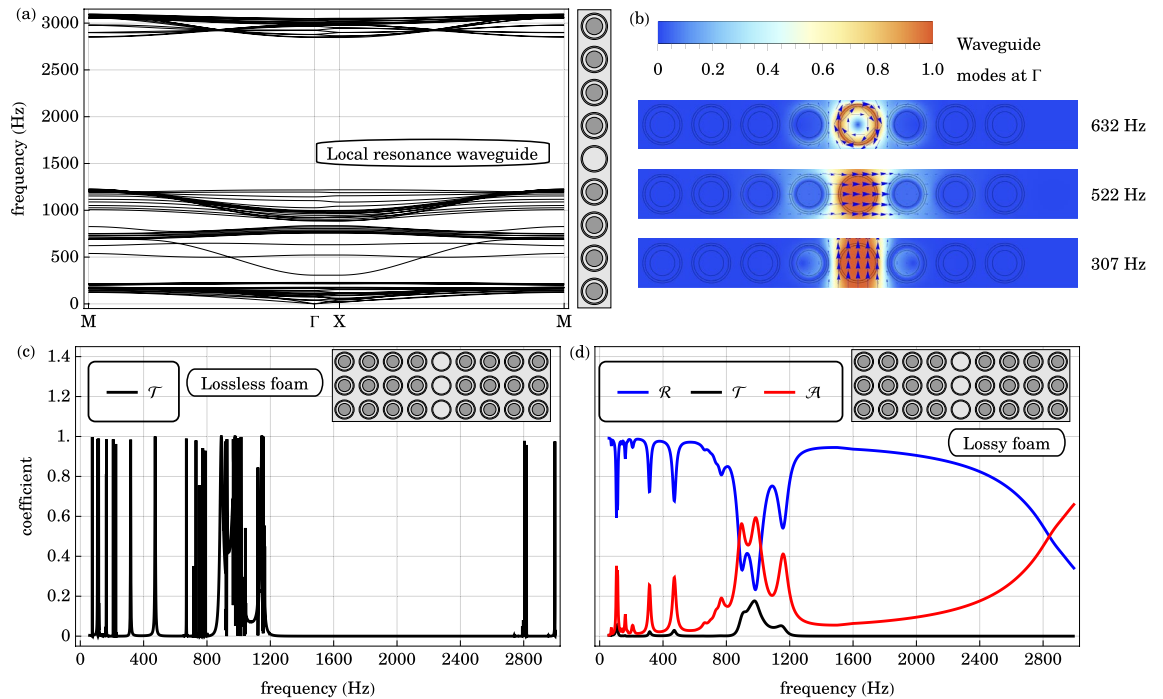 (a)
3000
2500
2000
1500
1000
500
0
frequency (Hz)
Local resonance waveguide
M
Γ
X
M
(b)
0
0.2
0.4
0.6
0.8
1.0
Waveguide
modes at Γ
632 Hz
522 Hz
307 Hz
(c)
1.4
1.2
1.
0.8
0.6
0.4
0.2
0
coefficient
𝒯
Lossless foam
0
400
800
1200
1600
2000
2400
2800
frequency (Hz)
(d)
ℛ
𝒯
𝒜
Lossy foam
0
400
800
1200
1600
2000
2400
2800
frequency (Hz)